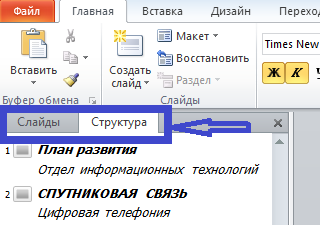 Файл Главная Вставка Дизайн Переход
Вставить
Создать слайд
Макет
Восстановить
Раздел
Times New
Ж К
Буфер обмена Слайды
Слайды Структура
1 План развития
Отдел информационных технологий
2 СПУТНИКОВАЯ СВЯЗЬ
Цифровая телефония